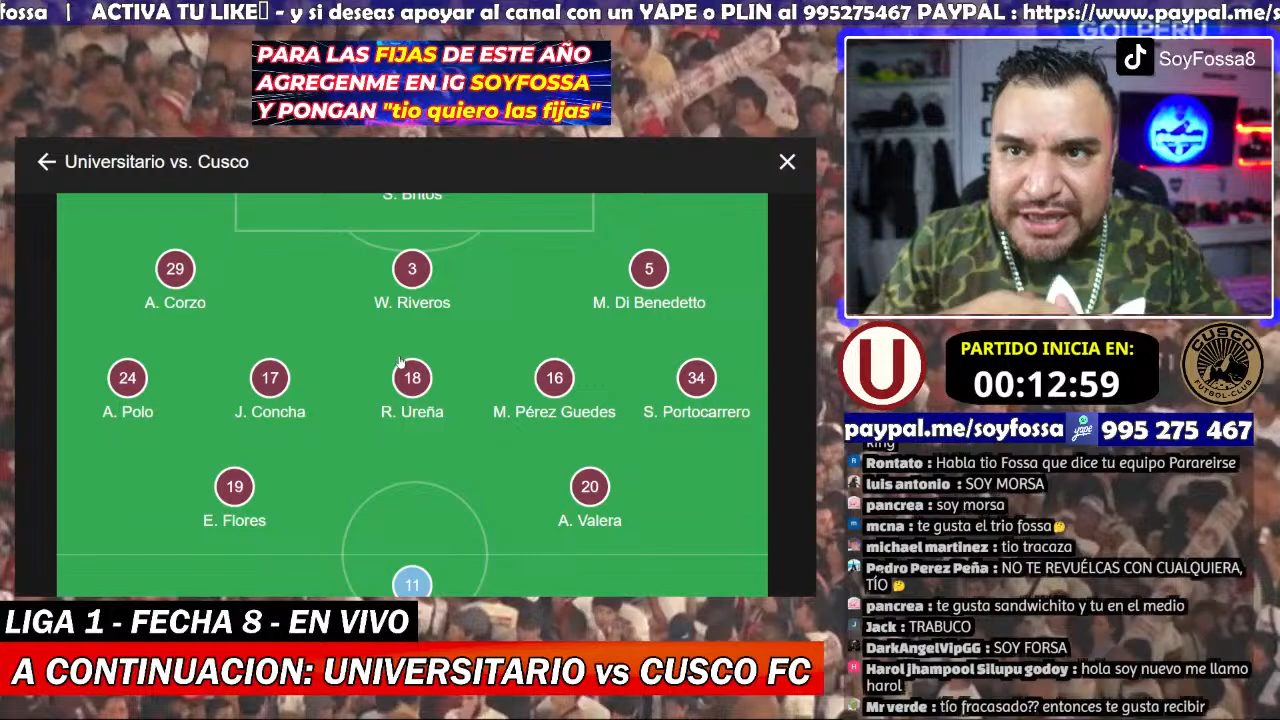 fossa | ACTIVA TU LIKE - y si deseas apoyar al canal con un YAPE o PLIN al 995275467 PAYPAL : https://www.paypal.me/s
GOLPERU
PARA LAS FIJAS DE ESTE AÑO
AGREGENME EN IG SOYFOSSA
Y PONGAN "tio quiero las fijas"
SoyFossa8
Universitario vs. Cusco
S. Britos
29
3
5
A. Corzo
W. Riveros
M. Di Benedetto
24
17
18
16
34
A. Polo
J. Concha
R. Ureña
M. Pérez Guedes
S. Portocarrero
19
20
E. Flores
A. Valera
11
U
PARTIDO INICIA EN:
00:12:59
CUSCO
FUTBOL-CLUB
paypal.me/soyfossa yape 995 275 467
King
Rontato : Habla tio Fossa que dice tu equipo Parareirse
luis antonio : SOY MORSA
pancrea : soy morsa
mcna : te gusta el trio fossa🤔
michael martinez : tio tracaza
Pedro Perez Peña : NO TE REVUÉLCAS CON CUALQUIERA,
TÍO 🤔
pancrea : te gusta sandwichito y tu en el medio
Jack : TRABUCO
DarkAngelVipGG : SOY FORSA
Harol Jhampool Silupu godoy : hola soy nuevo me llamo
harol
Mr verde : tío fracasado?? entonces te gusta recibir
LIGA 1 - FECHA 8 - EN VIVO
A CONTINUACION: UNIVERSITARIO vs CUSCO FC